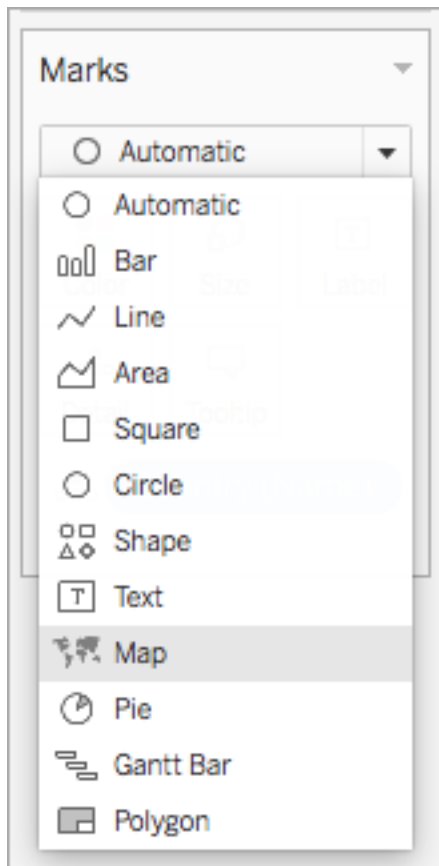 Marks
Automatic
Automatic
Bar
Line
Area
Square
Circle
Shape
T Text
Map
Pie
Gantt Bar
Polygon